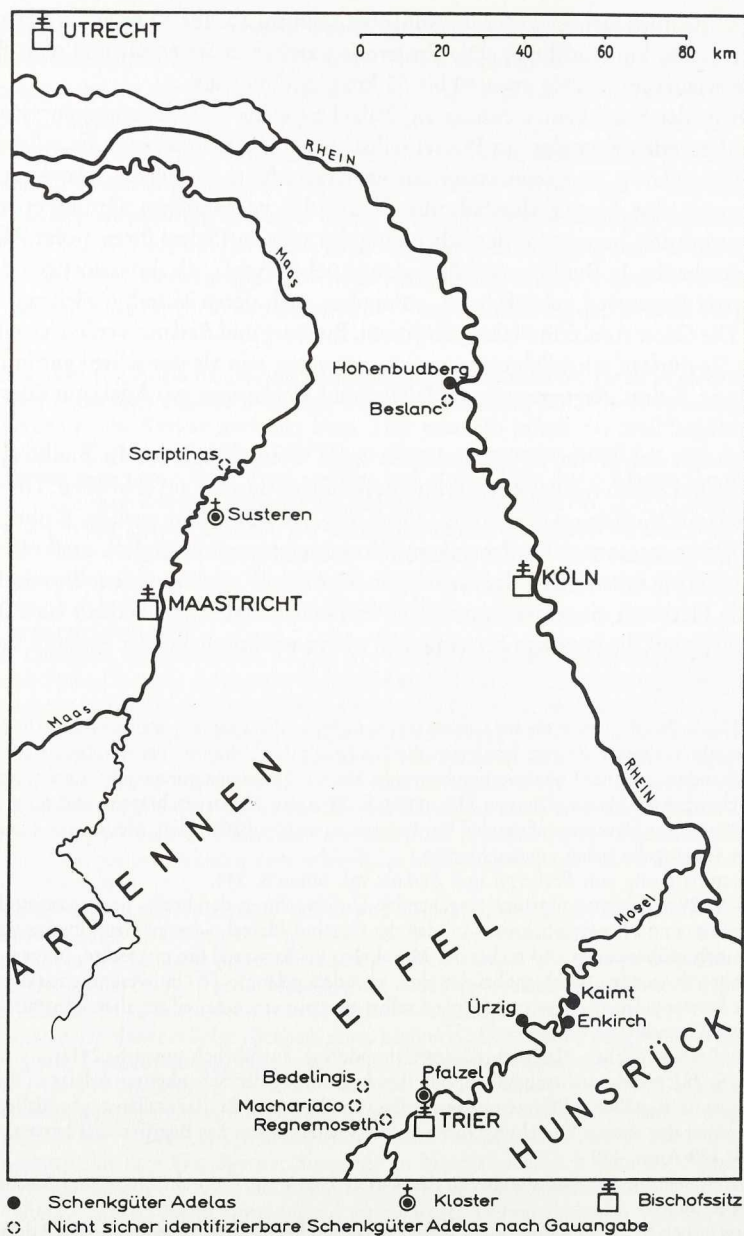 UTRECHT
0 20 40 60 80
km
RHEIN
Maas
Hohenbudberg
Beslanc
Scriptinas
Susteren
KÖLN
MAASTRICHT
Maas
RHEIN
ARDENNEN
EIFEL
Mosel
Kaimt
Ürzig
Enkirch
HUNSRÜCK
Bedelingis
Pfalzel
Machariaco
Regnemoseth
TRIER
Schenkgüter Adelas Kloster Bischofssitz
Nicht sicher identifizierbare Schenkgüter Adelas nach Gauangabe